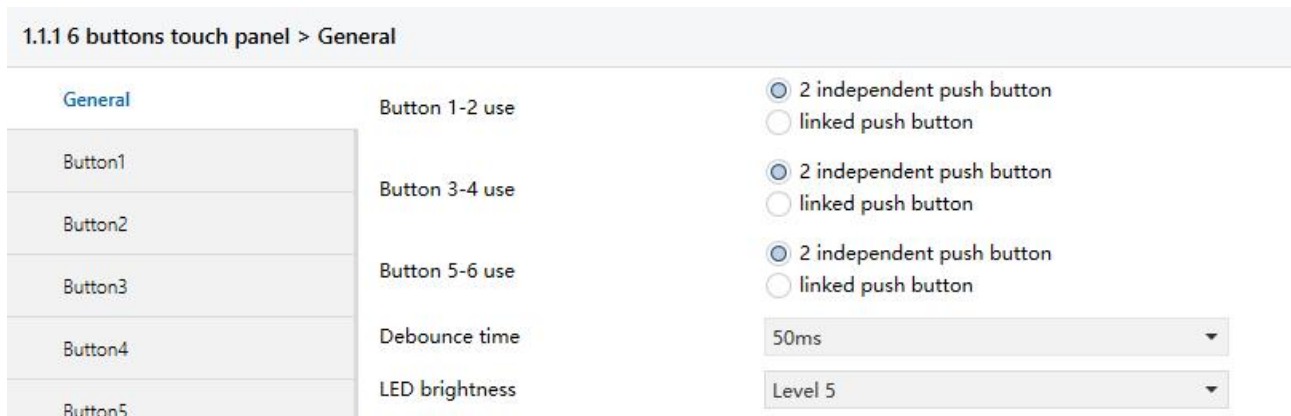 1.1.1 6 buttons touch panel > General
General
Button1
Button2
Button3
Button4
Button5
Button 1-2 use
2 independent push button
linked push button
Button 3-4 use
2 independent push button
linked push button
Button 5-6 use
2 independent push button
linked push button
Debounce time
50ms
LED brightness
Level 5